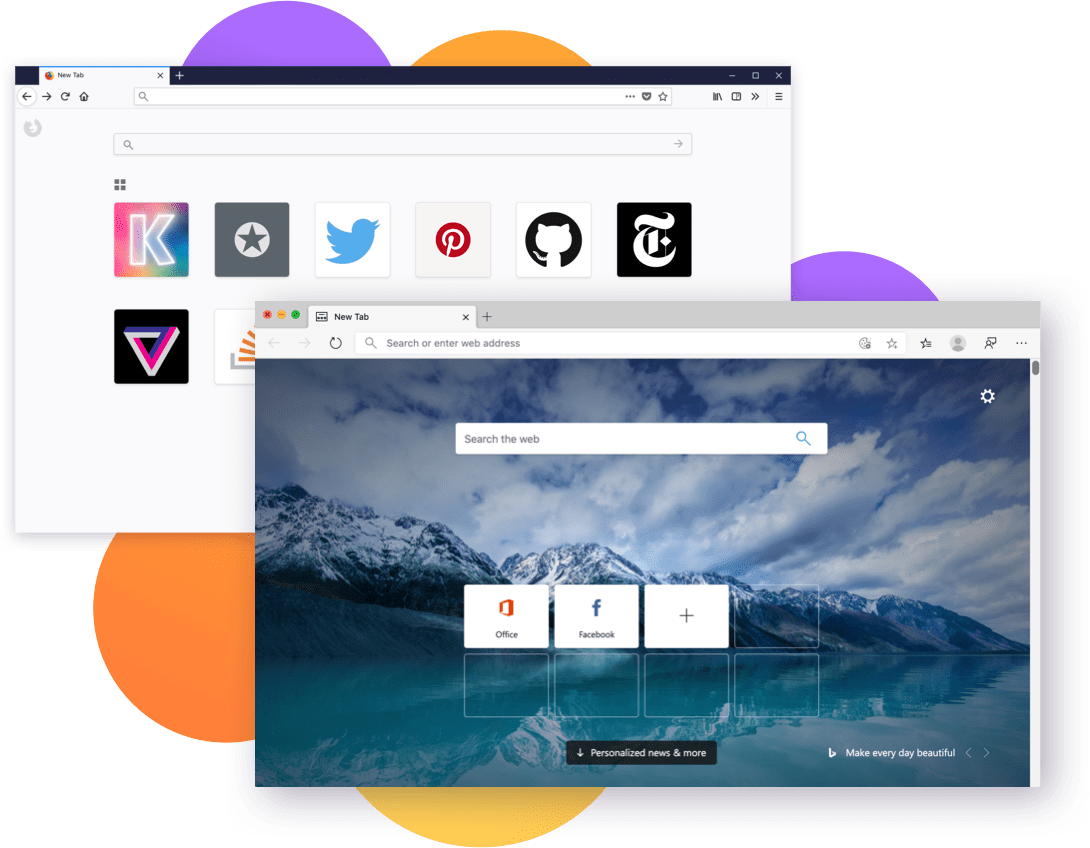 New Tab
K
New Tab
Search or enter web address
Search the web
Office
Facebook
Personalized news & more
Make every day beautiful